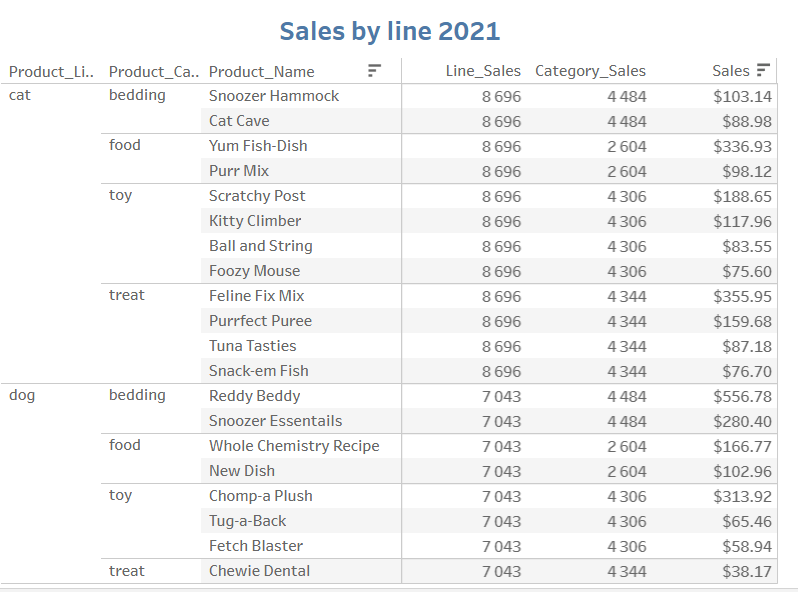 Sales by line 2021
Product_Li.. Product_Ca.. Product_Name Line_Sales Category_Sales Sales
cat bedding Snoozer Hammock 8 696 4 484 $103.14
Cat Cave 8 696 4 484 $88.98
food Yum Fish-Dish 8 696 2 604 $336.93
Purr Mix 8 696 2 604 $98.12
toy Scratchy Post 8 696 4 306 $188.65
Kitty Climber 8 696 4 306 $117.96
Ball and String 8 696 4 306 $83.55
Foozy Mouse 8 696 4 306 $75.60
treat Feline Fix Mix 8 696 4 344 $355.95
Purrfect Puree 8 696 4 344 $159.68
Tuna Tasties 8 696 4 344 $87.18
Snack-em Fish 8 696 4 344 $76.70
dog bedding Reddy Beddy 7 043 4 484 $556.78
Snoozer Essentails 7 043 4 484 $280.40
food Whole Chemistry Recipe 7 043 2 604 $166.77
New Dish 7 043 2 604 $102.96
toy Chomp-a Plush 7 043 4 306 $313.92
Tug-a-Back 7 043 4 306 $65.46
Fetch Blaster 7 043 4 306 $58.94
treat Chewie Dental 7 043 4 344 $38.17